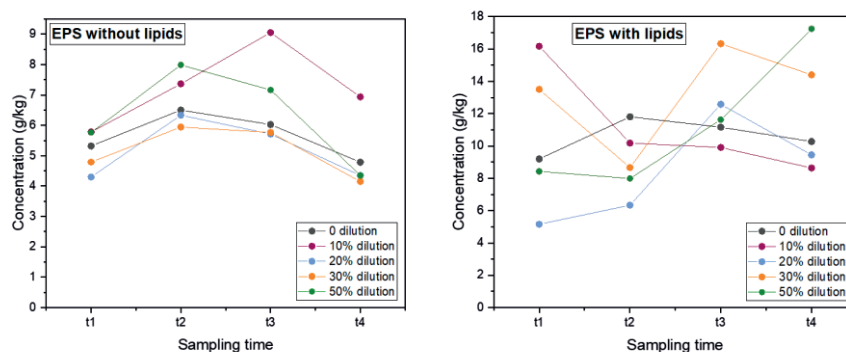 EPS without lipids
Concentration (g/kg)
9
8
7
6
5
4
3
2
1
0
t1 t2 t3 t4
Sampling time
0 dilution
10% dilution
20% dilution
30% dilution
50% dilution
EPS with lipids
Concentration (g/kg)
18
16
14
12
10
8
6
4
2
0
t1 t2 t3 t4
Sampling time
0 dilution
10% dilution
20% dilution
30% dilution
50% dilution